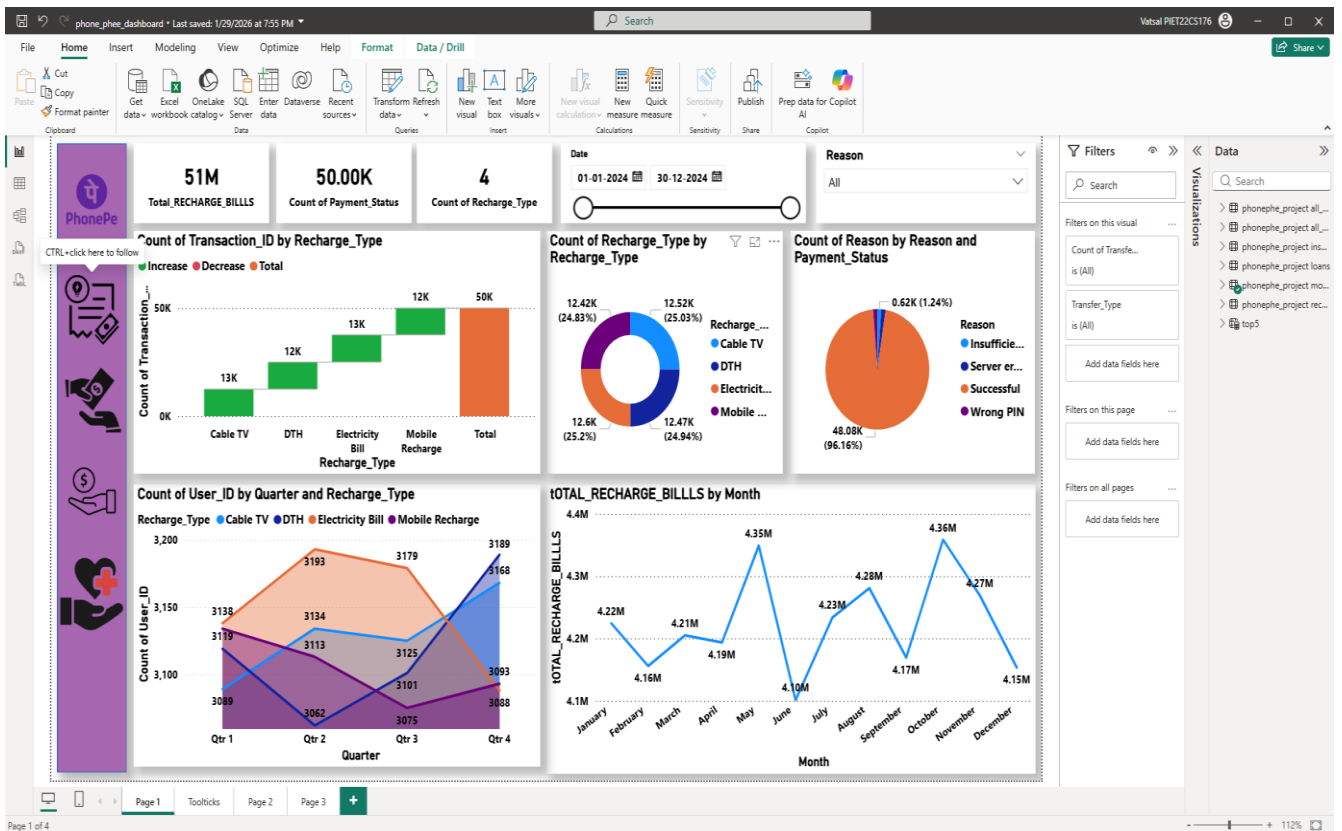 phone_phee_dashboard • Last saved: 1/29/2026 at 7:55 PM
Search
Vatsal PIET22CS176
File Home Insert Modeling View Optimize Help Format Data / Drill
Share
Paste
Cut
Copy
Format painter
Clipboard
Get data
Excel workbook
OneLake catalog
SQL Server
Enter data
Dataverse
Recent sources
Data
Transform data
Refresh
Queries
New visual
Text box
More visuals
Insert
New visual calculation
New measure
Quick measure
Calculations
Sensitivity
Sensitivity
Publish
Share
Prep data for AI
Copilot
Copilot
पे
PhonePe
CTRL+click here to follow
51M
Total_RECHARGE_BILLLS
50.00K
Count of Payment_Status
4
Count of Recharge_Type
Date
01-01-2024 30-12-2024
Reason
All
Count of Transaction_ID by Recharge_Type
Increase Decrease Total
Count of Transaction_...
50K
0K
13K
12K
13K
12K
50K
Cable TV
DTH
Electricity Bill
Mobile Recharge
Total
Recharge_Type
Count of Recharge_Type by
Recharge_Type
12.42K
(24.83%)
12.52K
(25.03%)
12.6K
(25.2%)
12.47K
(24.94%)
Recharge_...
Cable TV
DTH
Electricit...
Mobile ...
Count of Reason by Reason and
Payment_Status
0.62K (1.24%)
48.08K
(96.16%)
Reason
Insufficie...
Server er...
Successful
Wrong PIN
Count of User_ID by Quarter and Recharge_Type
Recharge_Type Cable TV DTH Electricity Bill Mobile Recharge
Count of User_ID
3,200
3,150
3,100
3138
3119
3089
3193
3134
3113
3062
3179
3125
3101
3075
3189
3168
3093
3088
Qtr 1
Qtr 2
Qtr 3
Qtr 4
Quarter
tOTAL_RECHARGE_BILLLS by Month
tOTAL_RECHARGE_BILLLS
4.4M
4.3M
4.2M
4.1M
4.22M
4.16M
4.21M
4.19M
4.35M
4.10M
4.23M
4.28M
4.17M
4.36M
4.27M
4.15M
January
February
March
April
May
June
July
August
September
October
November
December
Month
Filters
Search
Filters on this visual ...
Count of Transfe...
is (All)
Transfer_Type
is (All)
Add data fields here
Filters on this page ...
Add data fields here
Filters on all pages ...
Add data fields here
Visualizations
Data
Search
phonephe_project all_...
phonephe_project all_...
phonephe_project ins...
phonephe_project loans
phonephe_project mo...
phonephe_project rec...
top5
Page 1
Toolticks
Page 2
Page 3
Page 1 of 4
112%